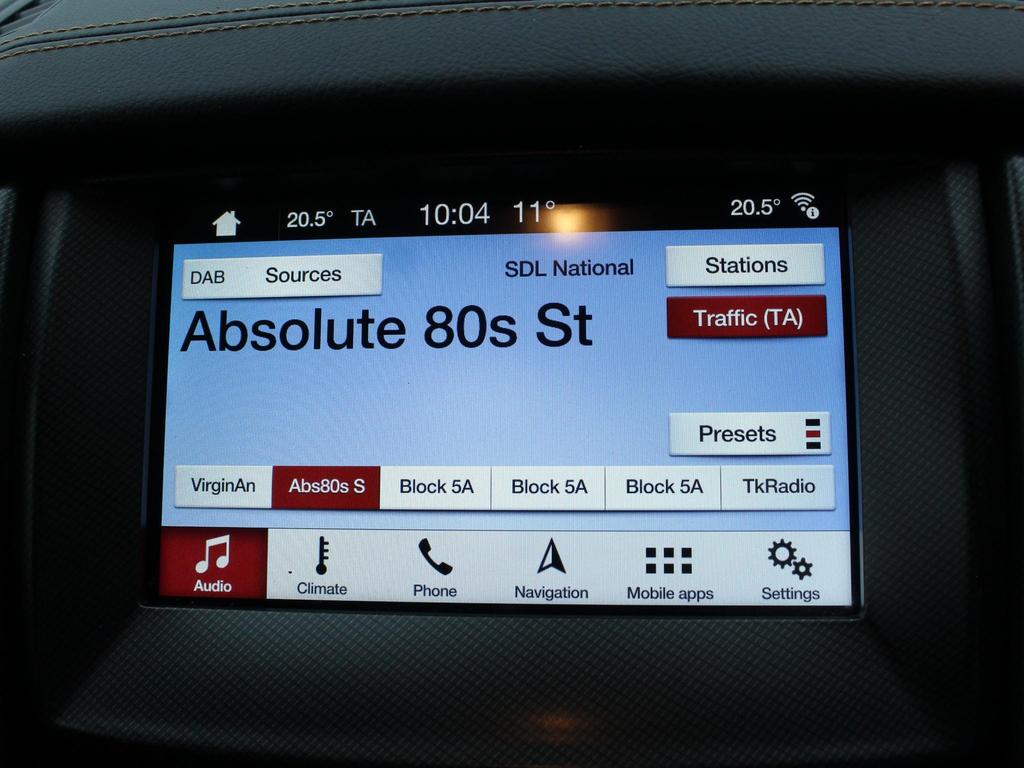 20.5° TA 10:04 11° 20.5°
DAB Sources SDL National Stations
Absolute 80s St
Traffic (TA)
Presets
VirginAn Abs80s S Block 5A Block 5A Block 5A TkRadio
Audio Climate Phone Navigation Mobile apps Settings